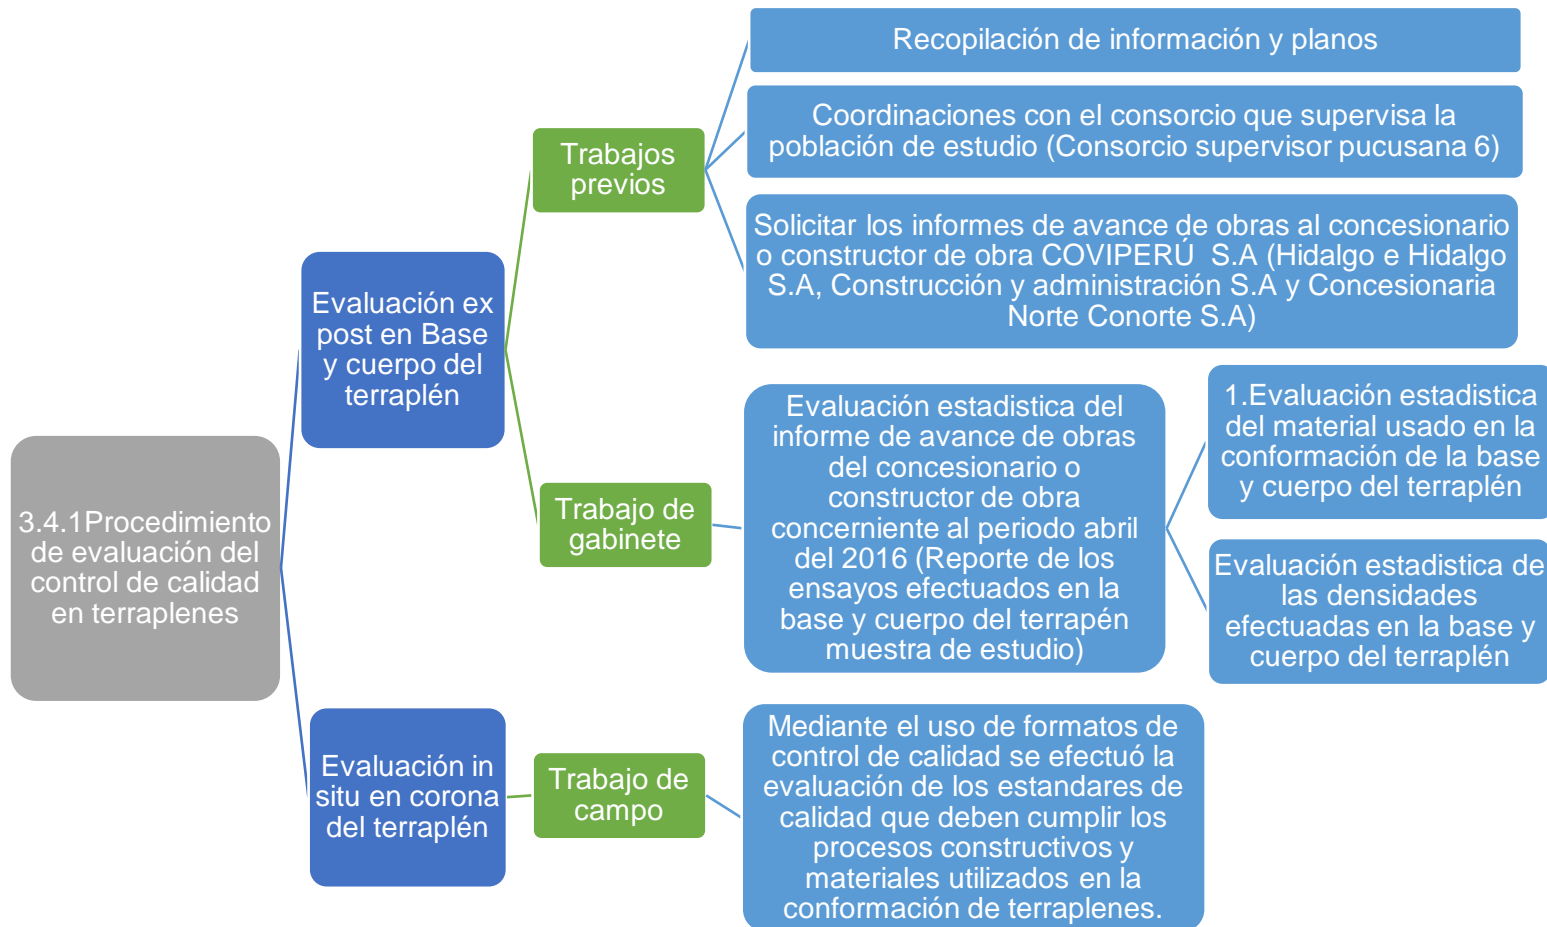 3.4.1Procedimiento
de evaluación del
control de calidad
en terraplenes
Evaluación ex
post en Base
y cuerpo del
terraplén
Trabajos
previos
Recopilación de información y planos
Coordinaciones con el consorcio que supervisa la
población de estudio (Consorcio supervisor pucusana 6)
Solicitar los informes de avance de obras al concesionario
o constructor de obra COVIPERÚ S.A (Hidalgo e Hidalgo
S.A, Construcción y administración S.A y Concesionaria
Norte Conorte S.A)
Trabajo de
gabinete
Evaluación estadistica del
informe de avance de obras
del concesionario o
constructor de obra
concerniente al periodo abril
del 2016 (Reporte de los
ensayos efectuados en la
base y cuerpo del terrapén
muestra de estudio)
1.Evaluación estadistica
del material usado en la
conformación de la base
y cuerpo del terraplén
Evaluación estadistica de
las densidades
efectuadas en la base y
cuerpo del terraplén
Evaluación in
situ en corona
del terraplén
Trabajo de
campo
Mediante el uso de formatos de
control de calidad se efectuó la
evaluación de los estandares de
calidad que deben cumplir los
procesos constructivos y
materiales utilizados en la
conformación de terraplenes.